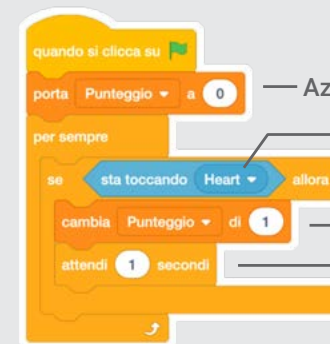 quando si clicca su
porta Punteggio a 0
Az
per sempre
se sta toccando Heart allora
cambia Punteggio di 1
attendi 1 secondi